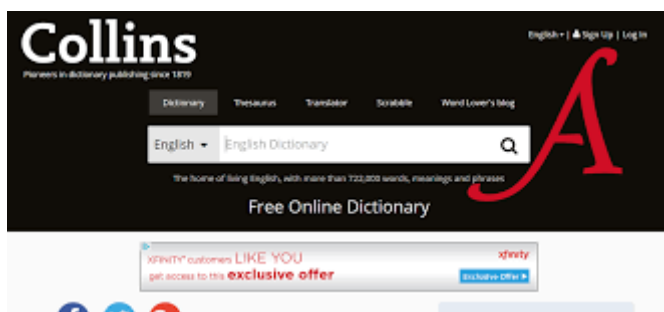 Collins
English | Sign Up | Log In
Pioneers in dictionary publishing since 1819
Dictionary Thesaurus Translator Scrabble Word Lover's blog
A
English English Dictionary
The home of living English, with more than 722,000 words, meanings and phrases
Free Online Dictionary
XFINITY® customers LIKE YOU
get access to this exclusive offer
xfinity
Exclusive Offer